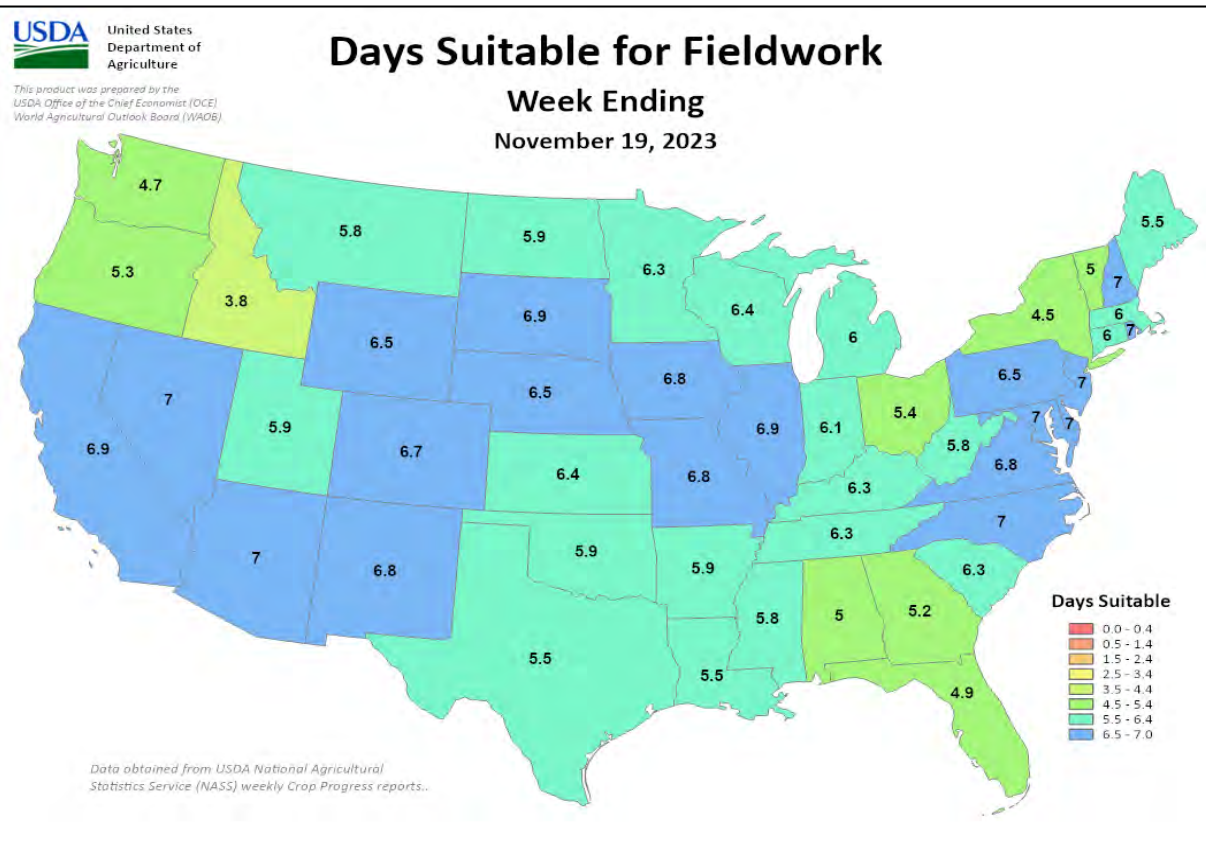 USDA
United States
Department of
Agriculture
This product was prepared by the
USDA Office of the Chief Economist (OCE)
World Agricultural Outlook Board (WAOB)
Days Suitable for Fieldwork
Week Ending
November 19, 2023
4.7
5.8
5.9
6.3
5.5
5.3
3.8
6.5
6.9
6.4
6
4.5
5
7
6
6
7
7
5.9
6.7
6.5
6.8
6.9
6.1
5.4
6.5
7
5.8
7
7
6.9
6.4
6.8
6.3
6.8
7
6.8
5.9
5.9
6.3
7
5.5
5.5
5.8
5
5.2
6.3
4.9
Days Suitable
0.0 - 0.4
0.5 - 1.4
1.5 - 2.4
2.5 - 3.4
3.5 - 4.4
4.5 - 5.4
5.5 - 6.4
6.5 - 7.0
Data obtained from USDA National Agricultural
Statistics Service (NASS) weekly Crop Progress reports..